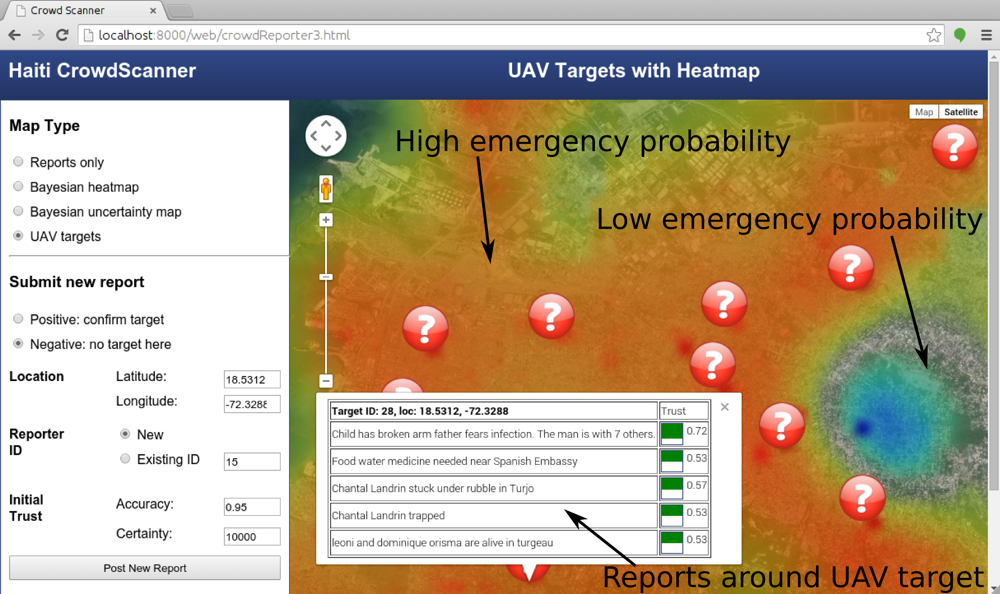 Crowd Scanner
localhost:8000/web/crowdReporter3.html
Haiti CrowdScanner
UAV Targets with Heatmap
Map Type
Reports only
Bayesian heatmap
Bayesian uncertainty map
UAV targets
Submit new report
Positive: confirm target
Negative: no target here
Location
Latitude:
18.5312
Longitude:
-72.3288
Reporter
ID
New
Existing ID
15
Initial
Trust
Accuracy:
0.95
Certainty:
10000
Post New Report
Map
Satellite
High emergency probability
Low emergency probability
?
?
?
?
?
?
?
?
Target ID: 28, loc: 18.5312, -72.3288
Trust
Child has broken arm father fears infection. The man is with 7 others.
0.72
Food water medicine needed near Spanish Embassy
0.53
Chantal Landrin stuck under rubble in Turjo
0.57
Chantal Landrin trapped
0.53
leoni and dominique orisma are alive in turgeau
0.53
Reports around UAV target